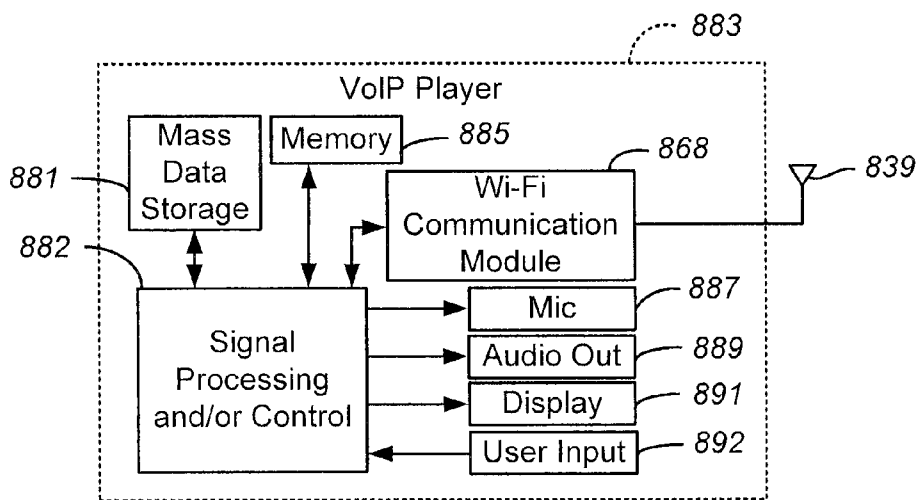 883
VoIP Player
Mass
Data
Storage
881
Memory
885
868
Wi-Fi
Communication
Module
839
882
Signal
Processing
and/or Control
Mic
887
Audio Out
889
Display
891
User Input
892